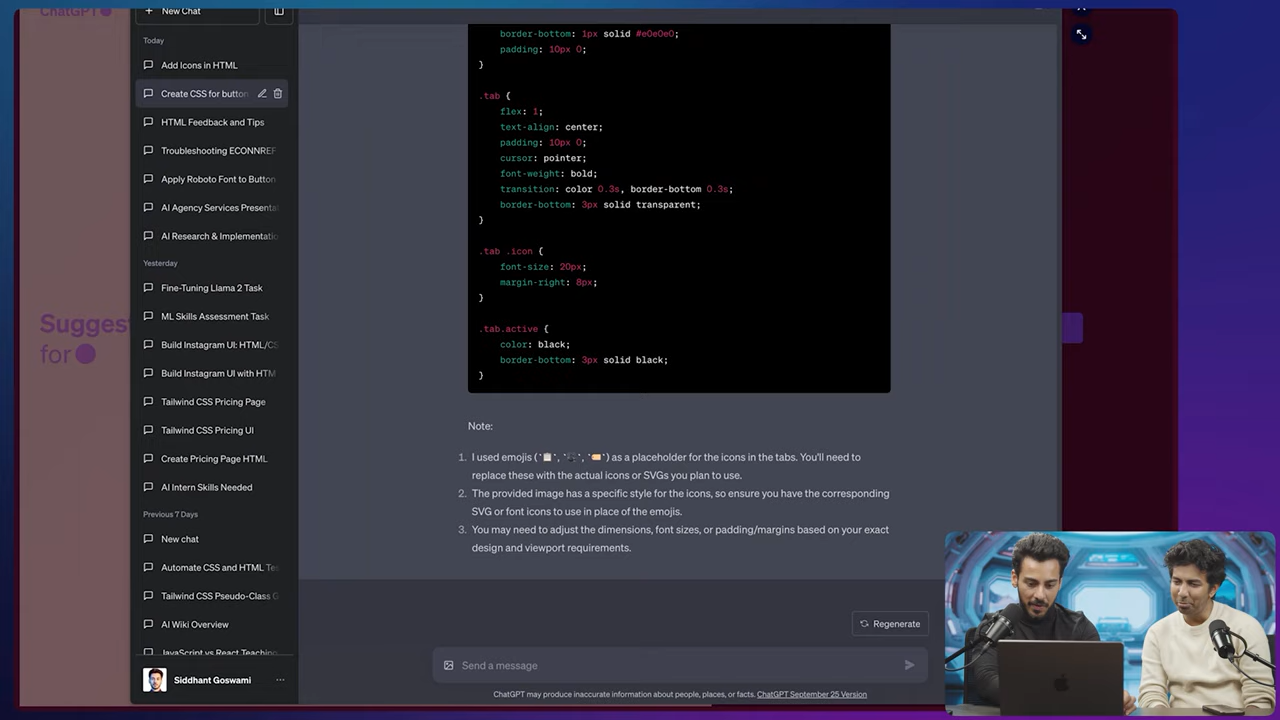 ChatGPT
New Chat
Today
Add Icons in HTML
Create CSS for button
HTML Feedback and Tips
Troubleshooting ECONNREF
Apply Roboto Font to Button
AI Agency Services Presenta
AI Research & Implementatio
Yesterday
Fine-Tuning Llama 2 Task
ML Skills Assessment Task
Build Instagram UI: HTML/CS
Build Instagram UI with HTM
Tailwind CSS Pricing Page
Tailwind CSS Pricing UI
Create Pricing Page HTML
AI Intern Skills Needed
Previous 7 Days
New chat
Automate CSS and HTML Te
Tailwind CSS Pseudo-Class G
AI Wiki Overview
JavaScript vs React Teaching
Siddhant Goswami
Suggest
for
border-bottom: 1px solid #e0e0e0;
padding: 10px 0;
}
.tab {
flex: 1;
text-align: center;
padding: 10px 0;
cursor: pointer;
font-weight: bold;
transition: color 0.3s, border-bottom 0.3s;
border-bottom: 3px solid transparent;
}
.tab .icon {
font-size: 20px;
margin-right: 8px;
}
.tab.active {
color: black;
border-bottom: 3px solid black;
}
Note:
1. I used emojis (`📋`, `🖥`, `🎫`) as a placeholder for the icons in the tabs. You'll need to
replace these with the actual icons or SVGs you plan to use.
2. The provided image has a specific style for the icons, so ensure you have the corresponding
SVG or font icons to use in place of the emojis.
3. You may need to adjust the dimensions, font sizes, or padding/margins based on your exact
design and viewport requirements.
Regenerate
Send a message
ChatGPT may produce inaccurate information about people, places, or facts. ChatGPT September 25 Version